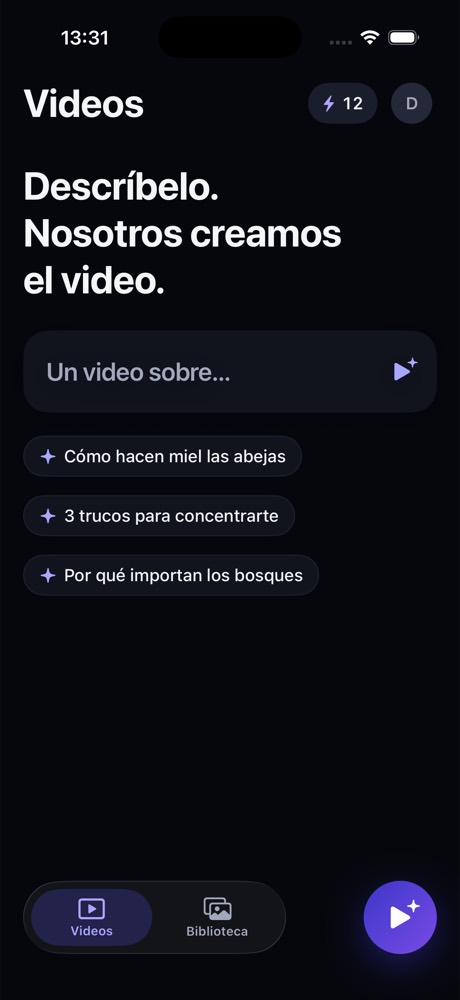 13:31
Videos
12
D
Descríbelo.
Nosotros creamos
el video.
Un video sobre...
Cómo hacen miel las abejas
3 trucos para concentrarte
Por qué importan los bosques
Videos
Biblioteca